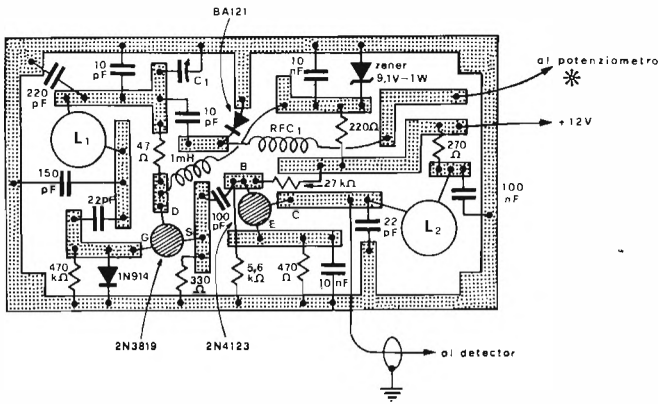 BA121
10 pF
C1
10 nF
zener 9,1V-1W
al potenziometro
*
220 pF
10 pF
220Ω
RFC1
+ 12V
L1
47 Ω
1mH
270 Ω
B
27 kΩ
150 pF
100 nF
22pF
D
100 pF
C
E
22 pF
L2
G
S
470 kΩ
1N914
330 Ω
5,6 kΩ
470 Ω
10 nF
2N3819
2N4123
al detector